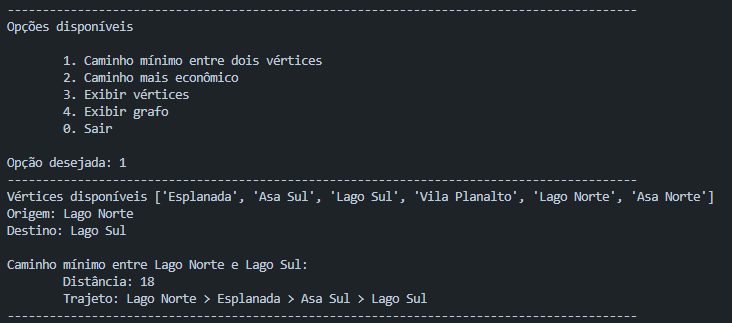 ------------------------------------------------------------------------------------------
Opções disponíveis
1. Caminho mínimo entre dois vértices
2. Caminho mais econômico
3. Exibir vértices
4. Exibir grafo
0. Sair
Opção desejada: 1
------------------------------------------------------------------------------------------
Vértices disponíveis ['Esplanada', 'Asa Sul', 'Lago Sul', 'Vila Planalto', 'Lago Norte', 'Asa Norte']
Origem: Lago Norte
Destino: Lago Sul
Caminho mínimo entre Lago Norte e Lago Sul:
Distância: 18
Trajeto: Lago Norte > Esplanada > Asa Sul > Lago Sul
------------------------------------------------------------------------------------------